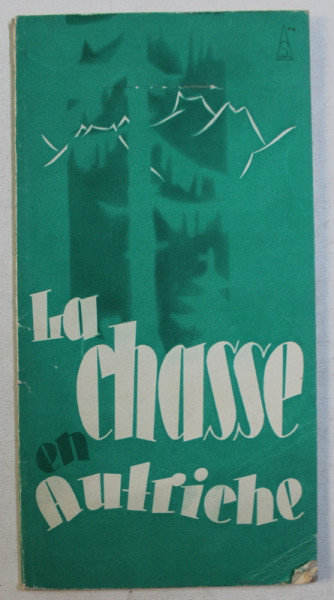 La
chasse
en
Autriche